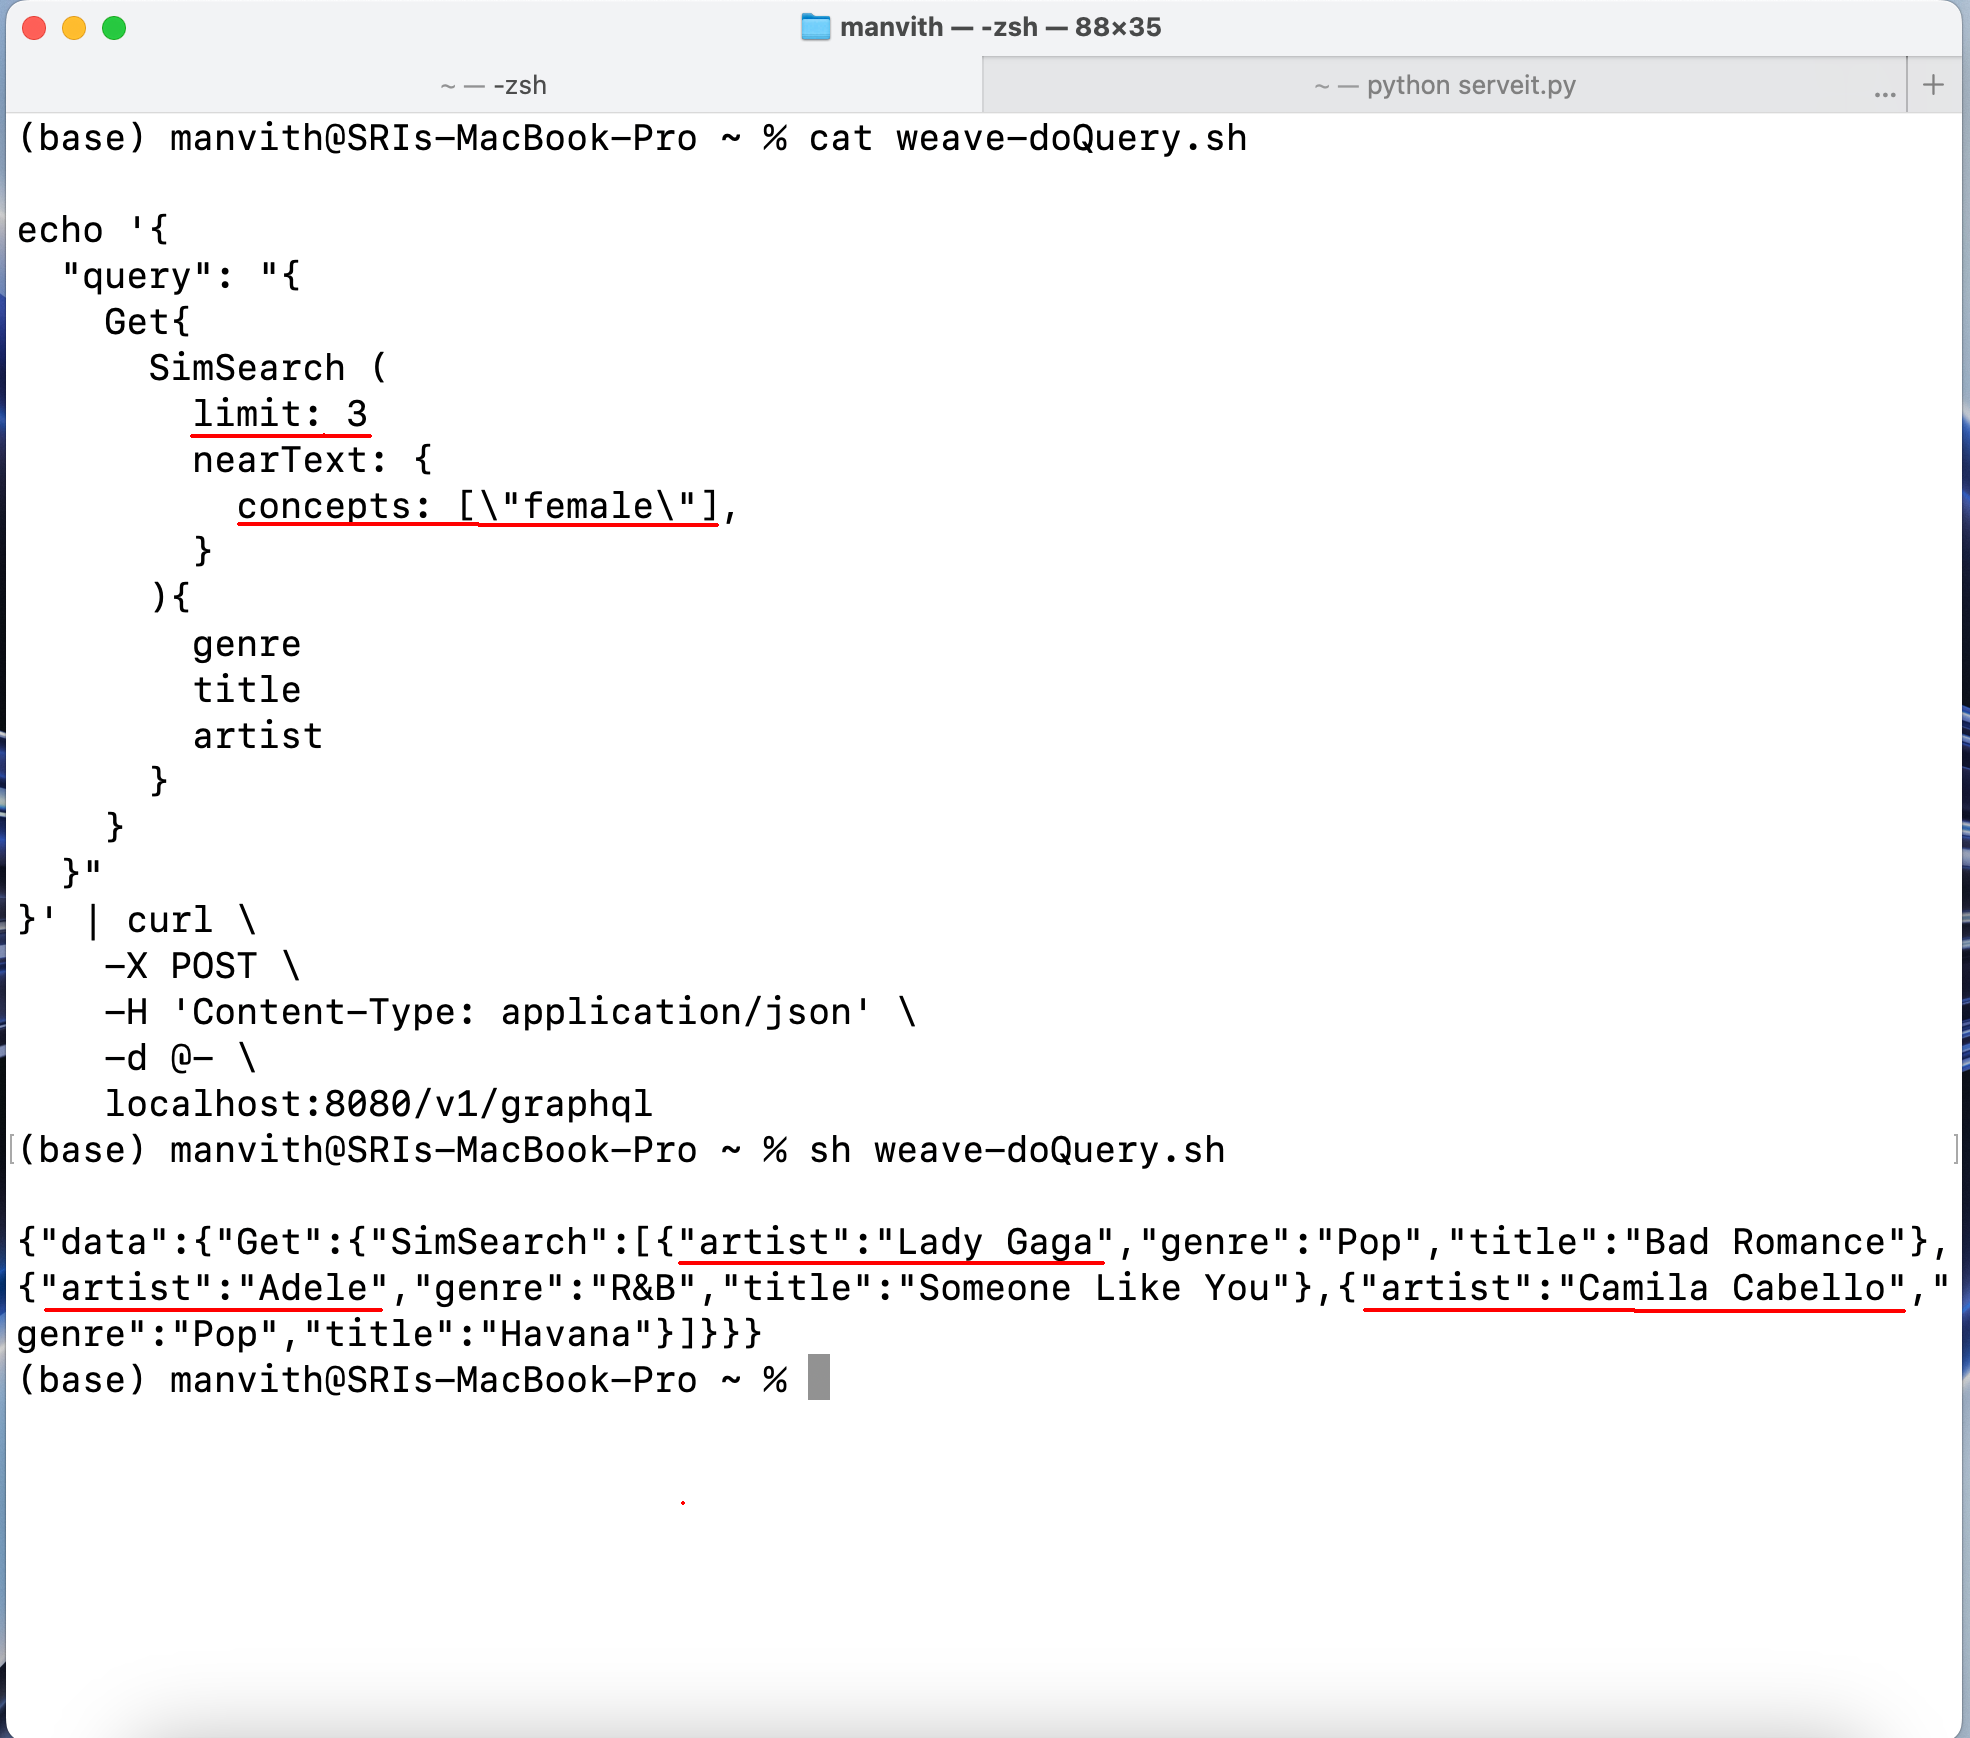 manvith — -zsh — 88×35
~ — -zsh
~ — python serveit.py ... +
(base) manvith@SRIs-MacBook-Pro ~ % cat weave-doQuery.sh
echo '{
  "query": "{
    Get{
      SimSearch (
        limit: 3
        nearText: {
          concepts: [\"female\"],
        }
      ){
        genre
        title
        artist
      }
    }
  }"
}' | curl \
    -X POST \
    -H 'Content-Type: application/json' \
    -d @- \
    localhost:8080/v1/graphql
[(base) manvith@SRIs-MacBook-Pro ~ % sh weave-doQuery.sh ]
{"data":{"Get":{"SimSearch":[{"artist":"Lady Gaga","genre":"Pop","title":"Bad Romance"},
{"artist":"Adele","genre":"R&B","title":"Someone Like You"},{"artist":"Camila Cabello","
genre":"Pop","title":"Havana"}]}}}
(base) manvith@SRIs-MacBook-Pro ~ %